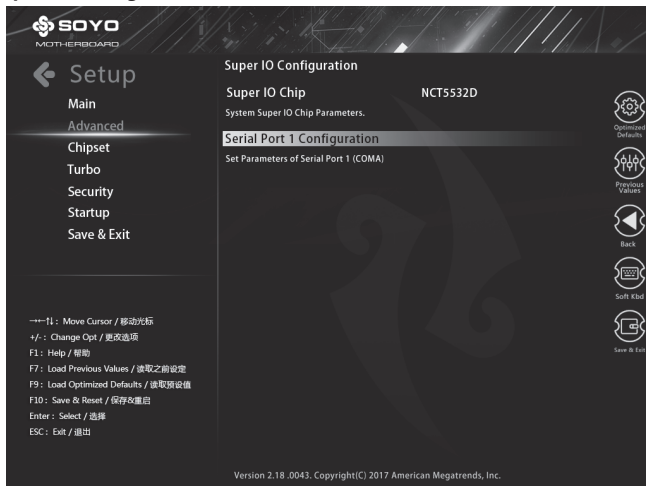 SOYO
MOTHERBOARD
Setup
Main
Advanced
Chipset
Turbo
Security
Startup
Save & Exit
→←↑↓: Move Cursor / 移动光标
+/-: Change Opt / 更改选项
F1: Help / 帮助
F7: Load Previous Values / 读取之前设定
F9: Load Optimized Defaults / 读取预设值
F10: Save & Reset / 保存&重启
Enter: Select / 选择
ESC: Exit / 退出
Super IO Configuration
Super IO Chip NCT5532D
System Super IO Chip Parameters.
Serial Port 1 Configuration
Set Parameters of Serial Port 1 (COMA)
Optimized
Defaults
Previous
Values
Back
Soft Kbd
Save & Exit
Version 2.18 .0043. Copyright(C) 2017 American Megatrends, Inc.